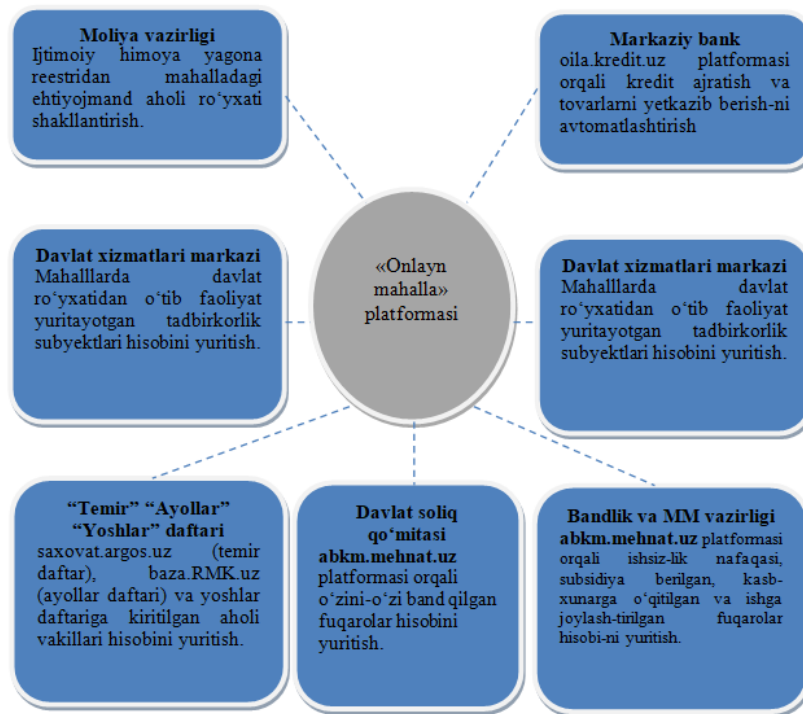 Moliya vazirligi
Ijtimoiy himoya yagona
reestridan mahalladagi
ehtiyojmand aholi ro‘yxati
shakllantirish.
Markaziy bank
oila.kredit.uz platformasi
orqali kredit ajratish va
tovarlarni yetkazib berish-ni
avtomatlashtirish
Davlat xizmatlari markazi
Mahalllarda davlat
ro‘yxatidan o‘tib faoliyat
yuritayotgan tadbirkorlik
subyektlari hisobini yuritish.
«Onlayn
mahalla»
platformasi
Davlat xizmatlari markazi
Mahalllarda davlat
ro‘yxatidan o‘tib faoliyat
yuritayotgan tadbirkorlik
subyektlari hisobini yuritish.
“Temir” “Ayollar”
“Yoshlar” daftari
saxovat.argos.uz (temir
daftar), baza.RMK.uz
(ayollar daftari) va yoshlar
daftariga kiritilgan aholi
vakillari hisobini yuritish.
Davlat soliq
qo‘mitasi
abkm.mehnat.uz
platformasi orqali
o‘zini-o‘zi band qilgan
fuqarolar hisobini
yuritish.
Bandlik va MM vazirligi
abkm.mehnat.uz platformasi
orqali ishsiz-lik nafaqasi,
subsidiya berilgan, kasb-
xunarga o‘qitilgan va ishga
joylash-tirilgan fuqarolar
hisobi-ni yuritish.